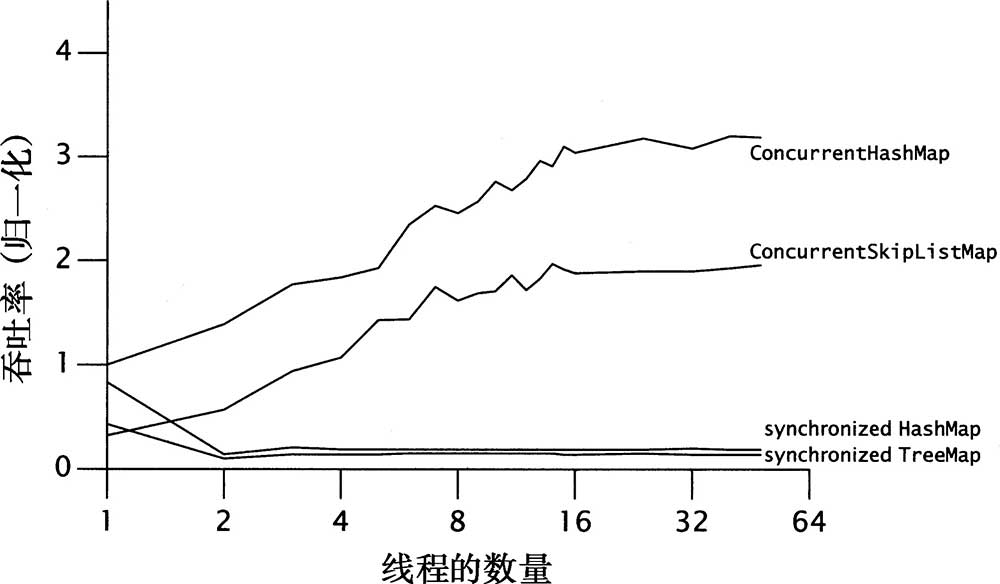 4
3
2
1
0
吞吐率 (归一化)
ConcurrentHashMap
ConcurrentSkipListMap
synchronized HashMap
synchronized TreeMap
1 2 4 8 16 32 64
线程的数量